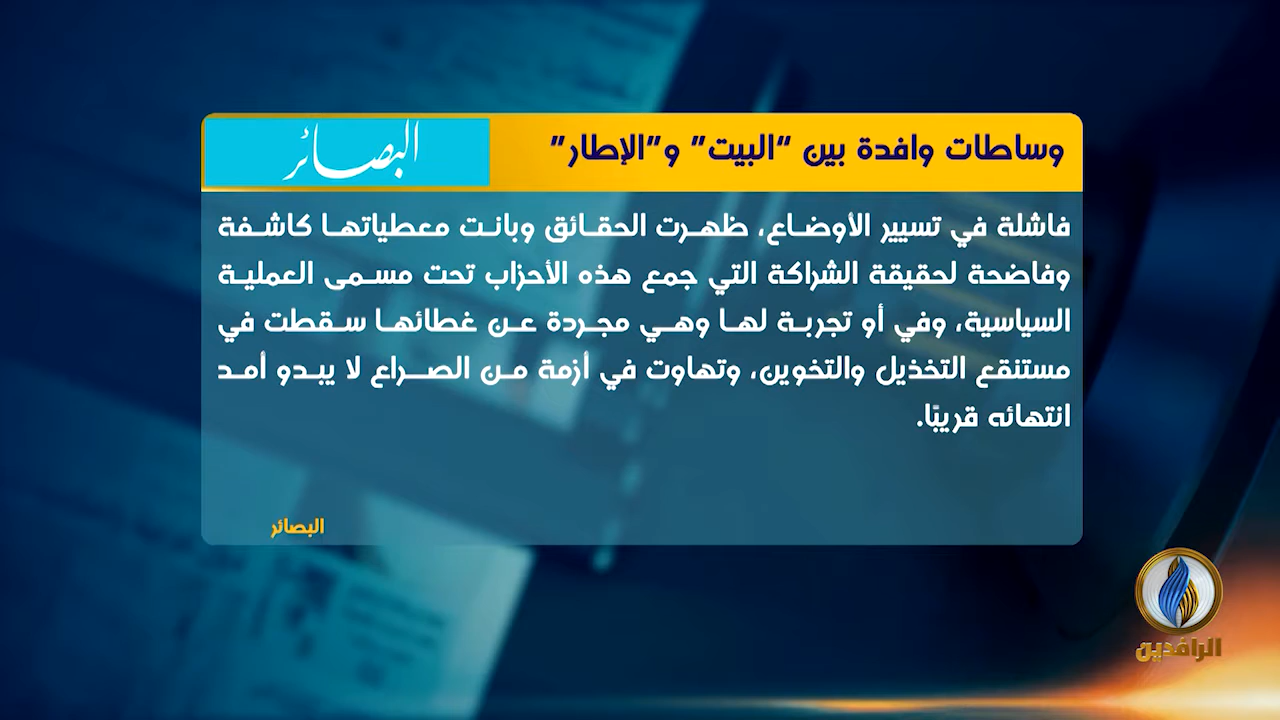 وساطات وافدة بين “البيت” و”الإطار”
البصائر
فاشلة في تسيير الأوضاع، ظهرت الحقائق وبانت معطياتها كاشفة
وفاضحة لحقيقة الشراكة التي جمع هذه الأحزاب تحت مسمى العملية
السياسية، وفي أو تجربة لها وهي مجردة عن غطائها سقطت في
مستنقع التخذيل والتخوين، وتهاوت في أزمة من الصراع لا يبدو أمد
انتهائه قريبًا.
البصائر
الرافدين